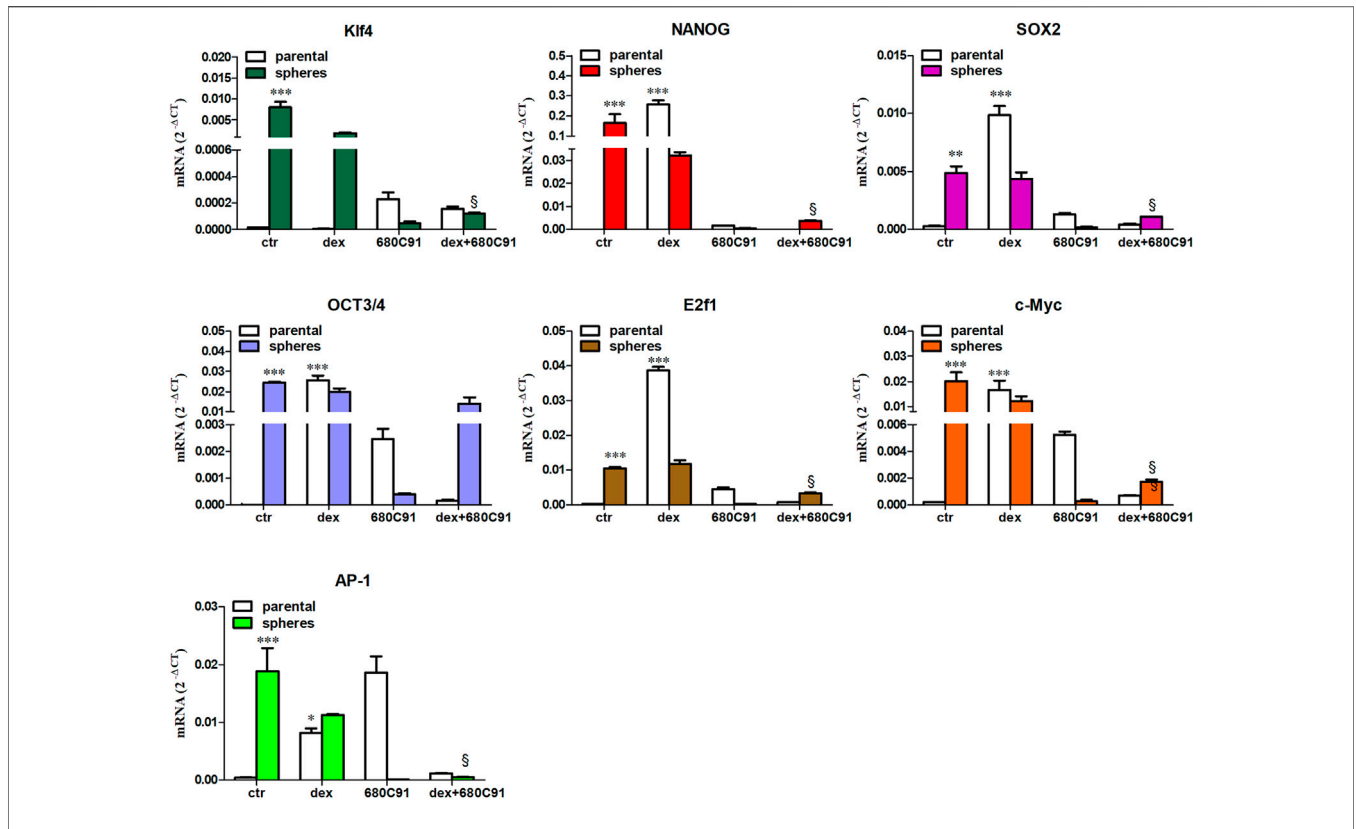 Klf4
mRNA (2 -ΔCT)
0.020
0.015
0.010
0.005
0.0006
0.0004
0.0002
0.0000
parental
spheres
***
§
ctr dex 680C91 dex+680C91
NANOG
mRNA (2 -ΔCT)
0.5
0.4
0.3
0.2
0.1
0.03
0.02
0.01
0.00
parental
spheres
*** ***
§
ctr dex 680C91 dex+680C91
SOX2
mRNA (2 -ΔCT)
0.015
0.010
0.005
0.000
parental
spheres
** ***
§
ctr dex 680C91 dex+680C91
OCT3/4
mRNA (2 -ΔCT)
0.05
0.04
0.03
0.02
0.01
0.003
0.002
0.001
0.000
parental
spheres
*** ***
ctr dex 680C91 dex+680C91
E2f1
mRNA (2 -ΔCT)
0.05
0.04
0.03
0.02
0.01
0.00
parental
spheres
*** ***
§
ctr dex 680C91 dex+680C91
c-Myc
mRNA (2 -ΔCT)
0.04
0.03
0.02
0.01
0.006
0.004
0.002
0.000
parental
spheres
*** ***
§
§
ctr dex 680C91 dex+680C91
AP-1
mRNA (2 -ΔCT)
0.03
0.02
0.01
0.00
parental
spheres
*** *
§
ctr dex 680C91 dex+680C91